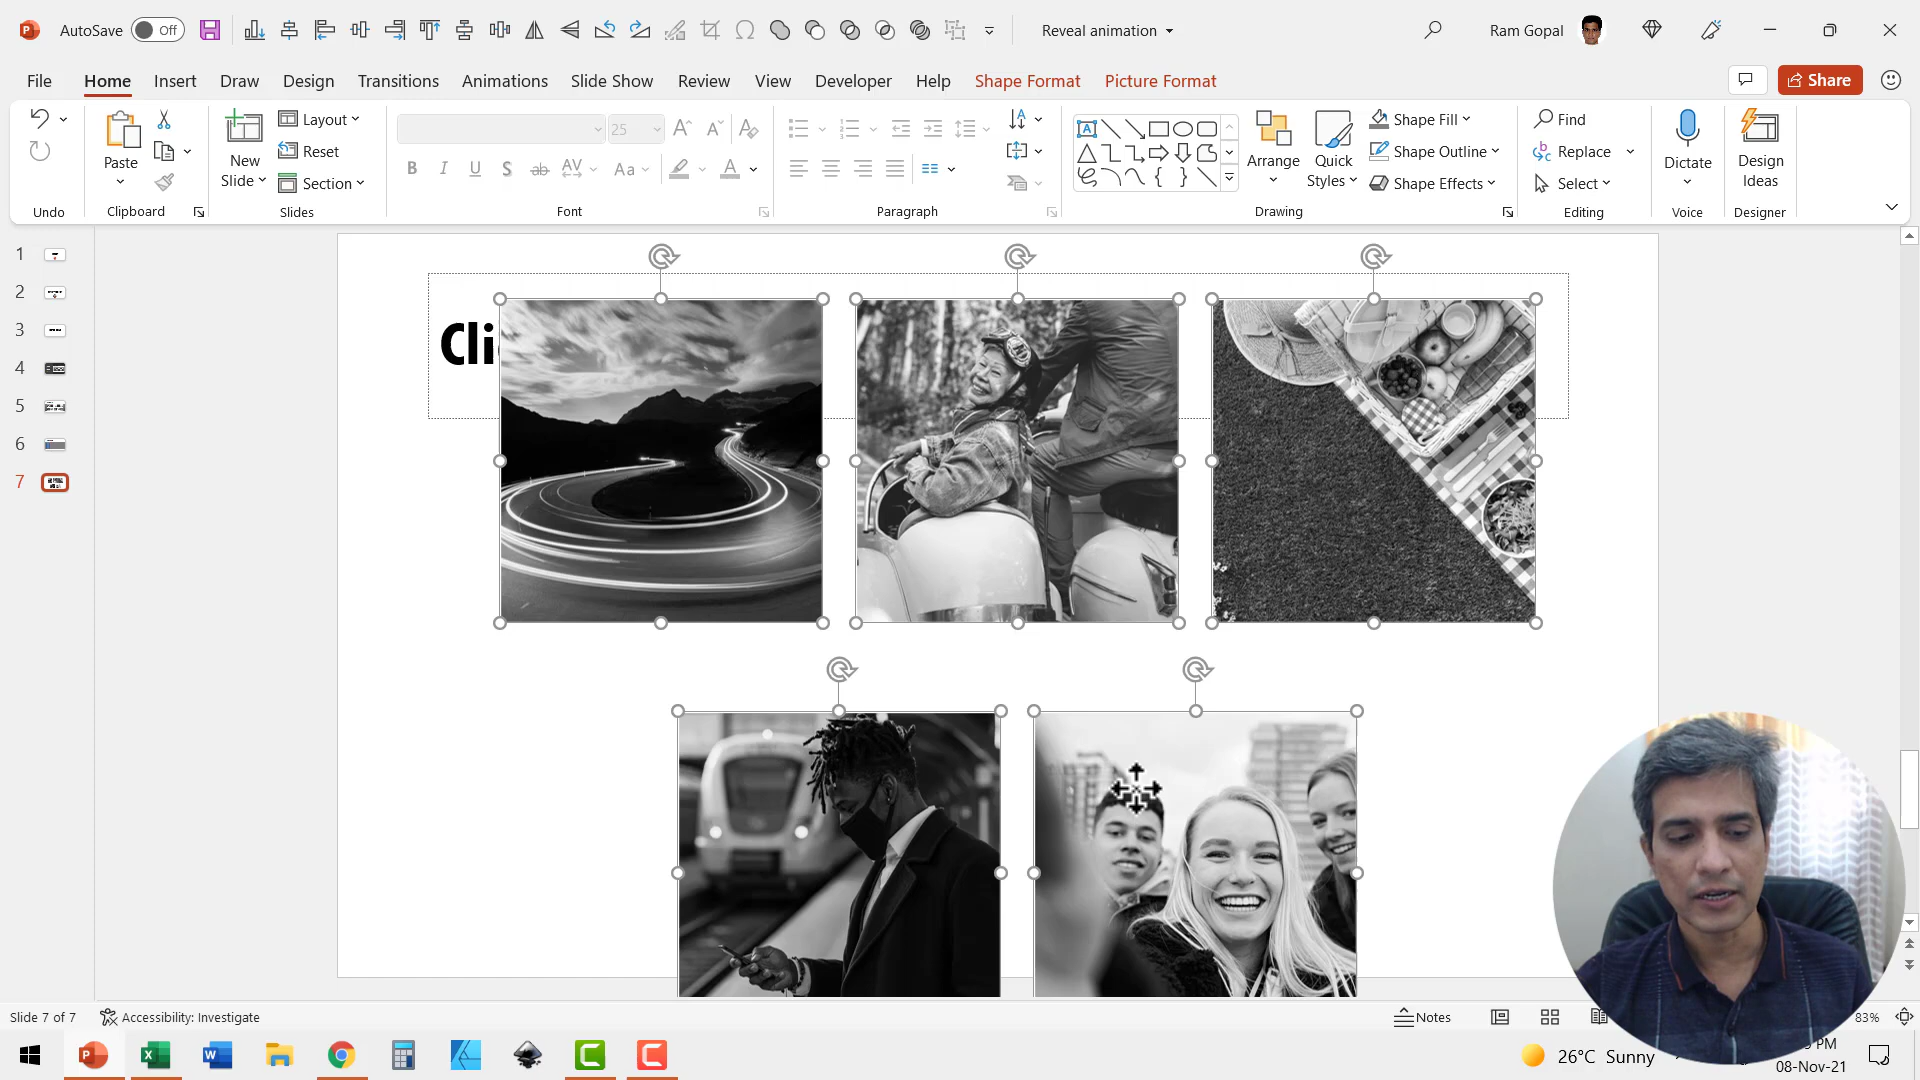 AutoSave Off
Reveal animation
Ram Gopal
File Home Insert Draw Design Transitions Animations Slide Show Review View Developer Help Shape Format Picture Format
Share
Paste
New
Slide
Layout
Reset
Section
25
B I U S ab AV Aa A
Arrange
Quick
Styles
Shape Fill
Shape Outline
Shape Effects
Find
Replace
Select
Dictate
Design
Ideas
Undo Clipboard Slides Font Paragraph Drawing Editing Voice Designer
1
2
3
4
5
6
7
Cli
Slide 7 of 7 Accessibility: Investigate Notes 83%
26°C Sunny
PM
08-Nov-21